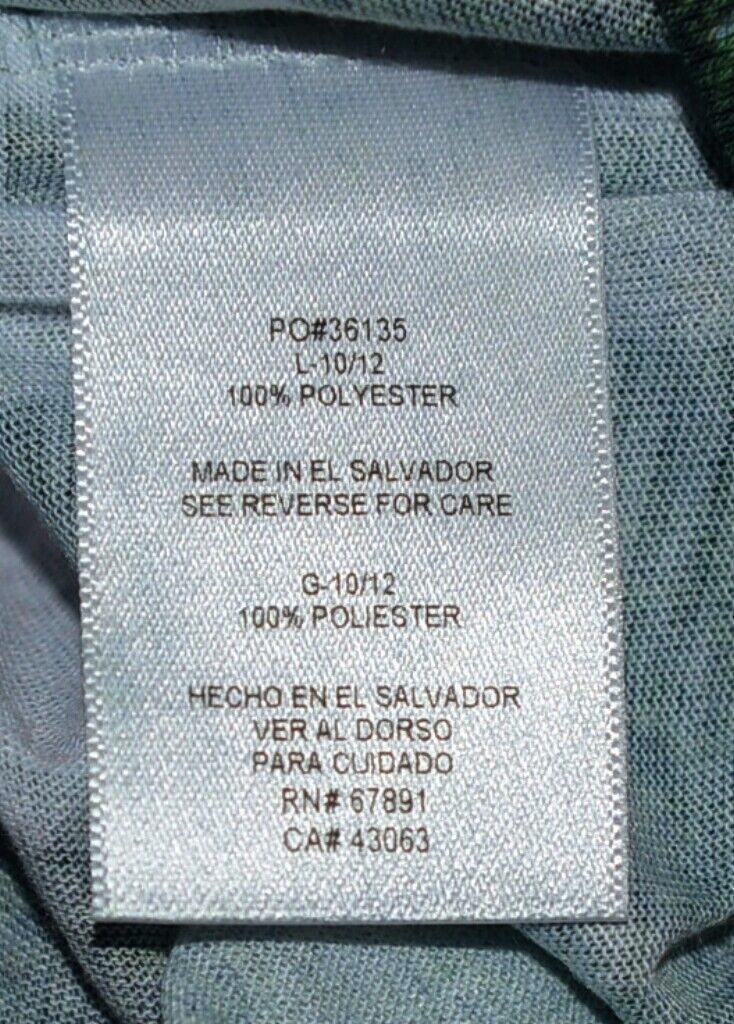 PO#36135
L-10/12
100% POLYESTER
MADE IN EL SALVADOR
SEE REVERSE FOR CARE
G-10/12
100% POLIESTER
HECHO EN EL SALVADOR
VER AL DORSO
PARA CUIDADO
RN# 67891
CA# 43063